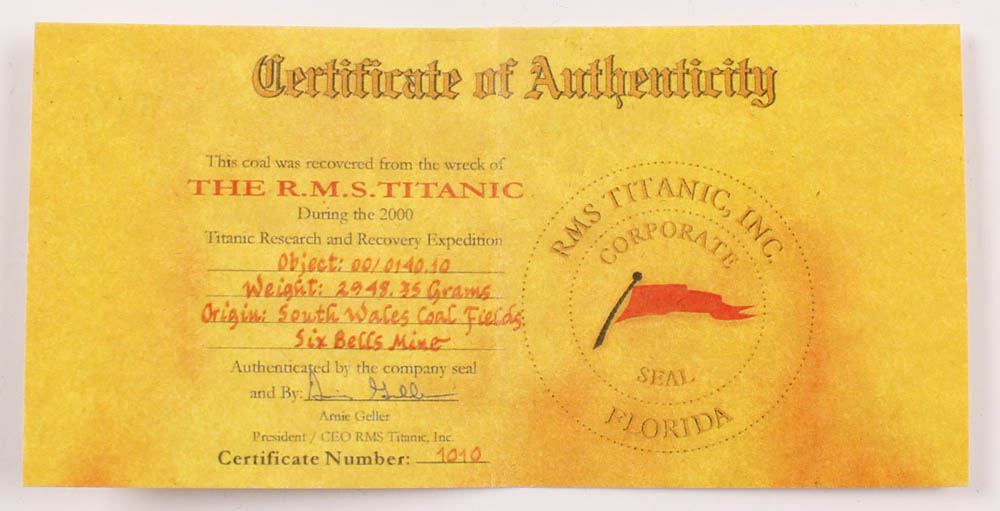 Certificate of Authenticity
This coal was recovered from the wreck of
THE R.M.S.TITANIC
During the 2000
Titanic Research and Recovery Expedition
Object: 00/0140.10
Weight: 2948.35 Grams
Origin: South Wales Coal Fields:
Six Bells Mine
Authenticated by the company seal
and By:
Arnie Geller
President / CEO RMS Titanic, Inc.
Certificate Number: 1010
RMS TITANIC, INC.
CORPORATE
SEAL
FLORIDA